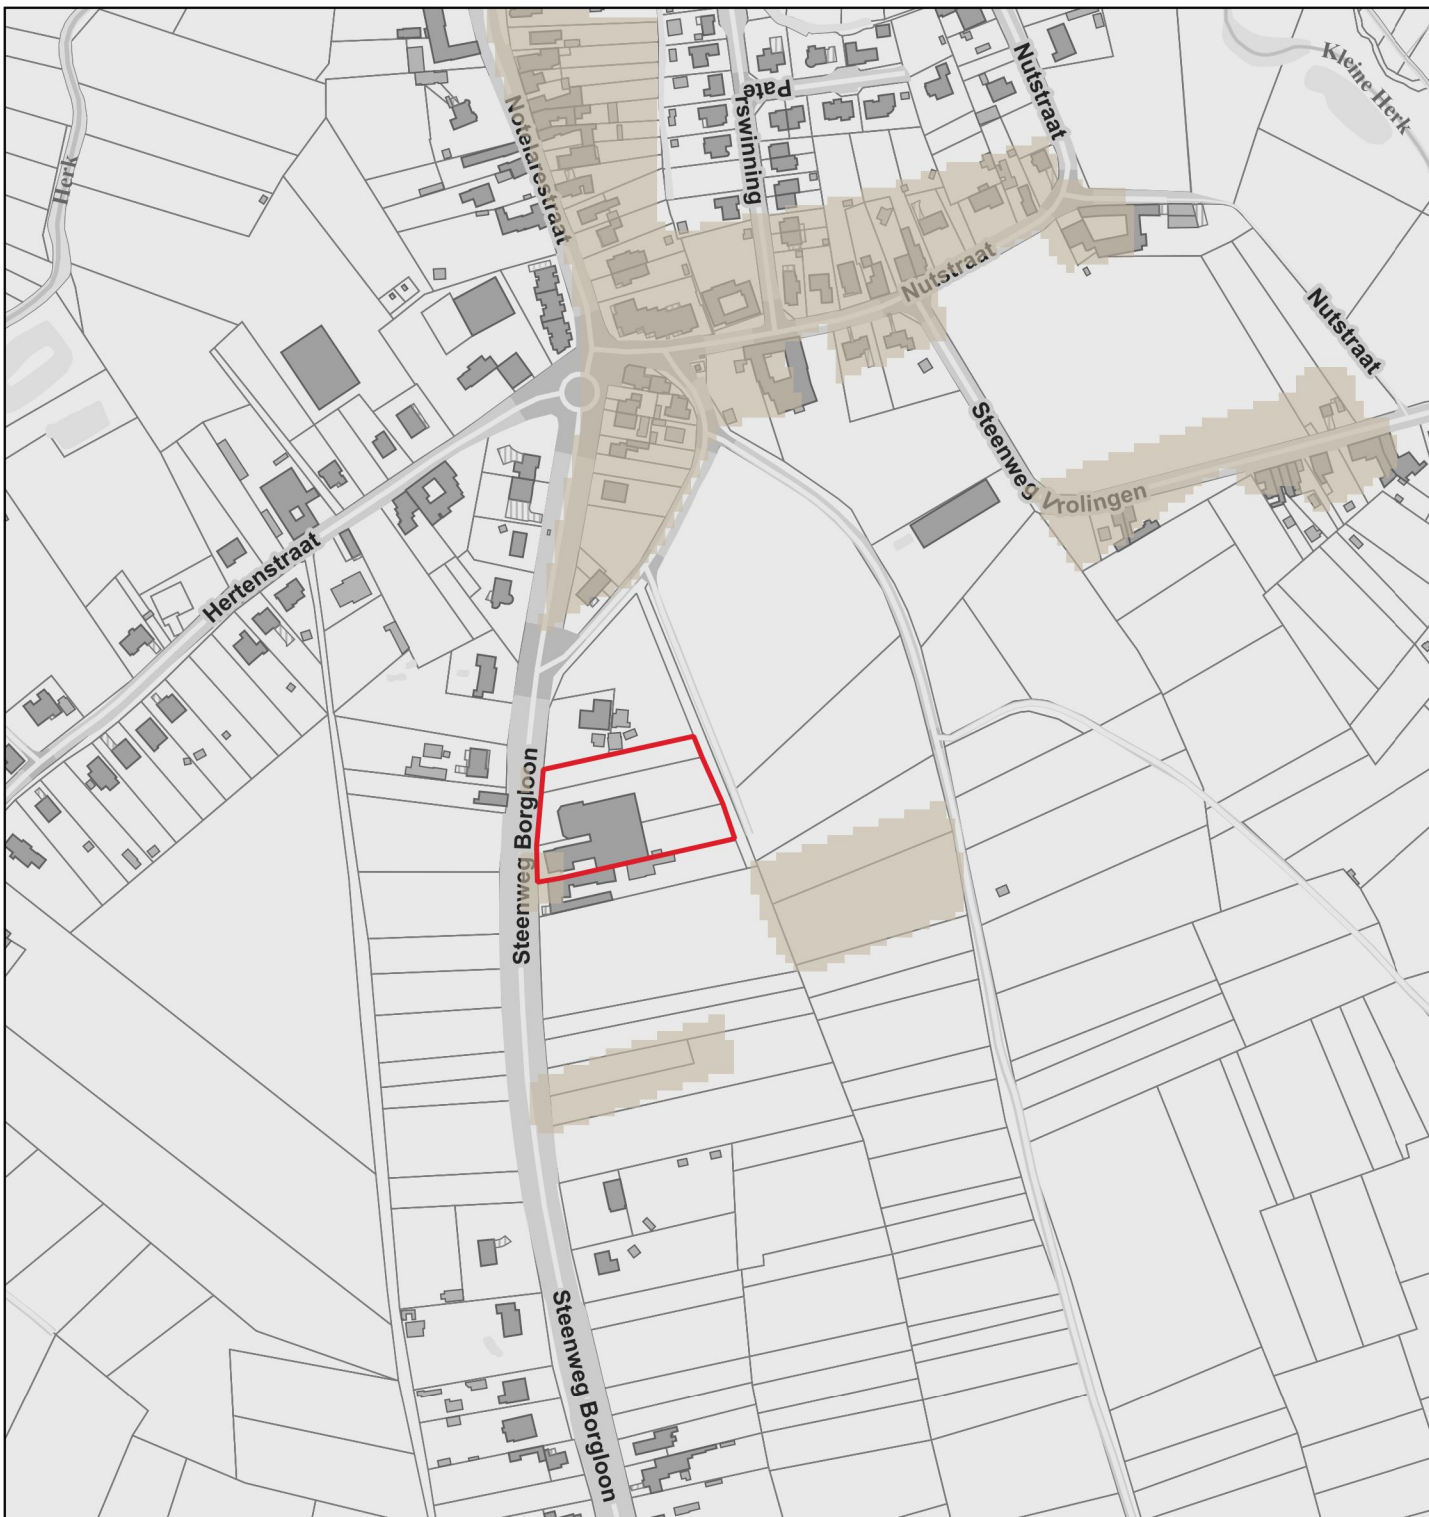 Nutstraat
Kleine Herk
Pate
rswinning
Notelarestraat
Herk
Nutstraat
Nutstraat
Steenweg
Vrolingen
Hertenstraat
Steenweg Borgloon
Steenweg Borgloon